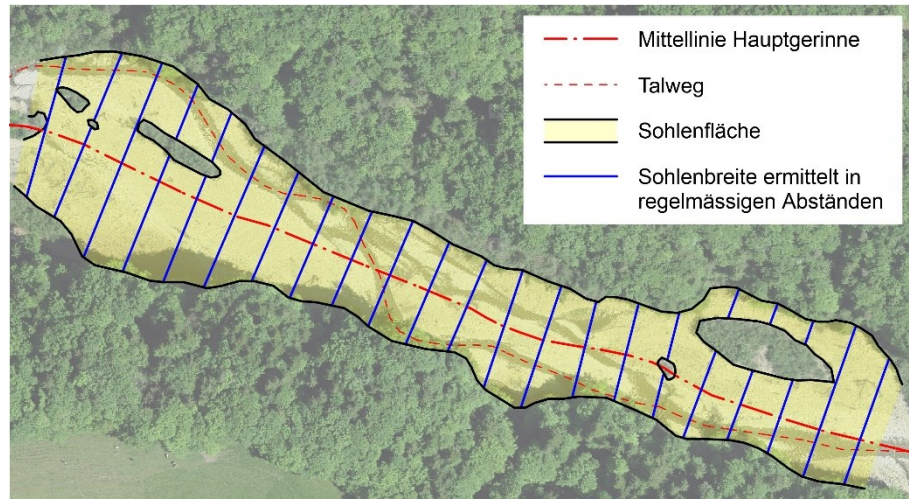 Mittellinie Hauptgerinne
Talweg
Sohlenfläche
Sohlenbreite ermittelt in
regelmässigen Abständen